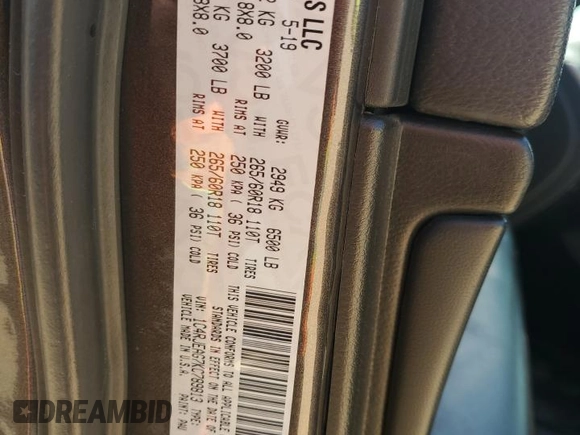 S LLC
5-19
KG 3200 LB
8X8.0
KG 3700 LB
8X8.0
GVWR: 2949 KG 6500 LB
WITH 265/60R18 110T TIRES
RIMS AT 250 KPA ( 36 PSI) COLD
WITH 265/60R18 110T TIRES
RIMS AT 250 KPA ( 36 PSI) COLD
THIS VEHICLE CONFORMS TO ALL
STANDARDS IN EFFECT ON THE DATE OF
VIN: TYPE:
VEHICLE MADE IN U.S.A. PAINT:
DREAMBID